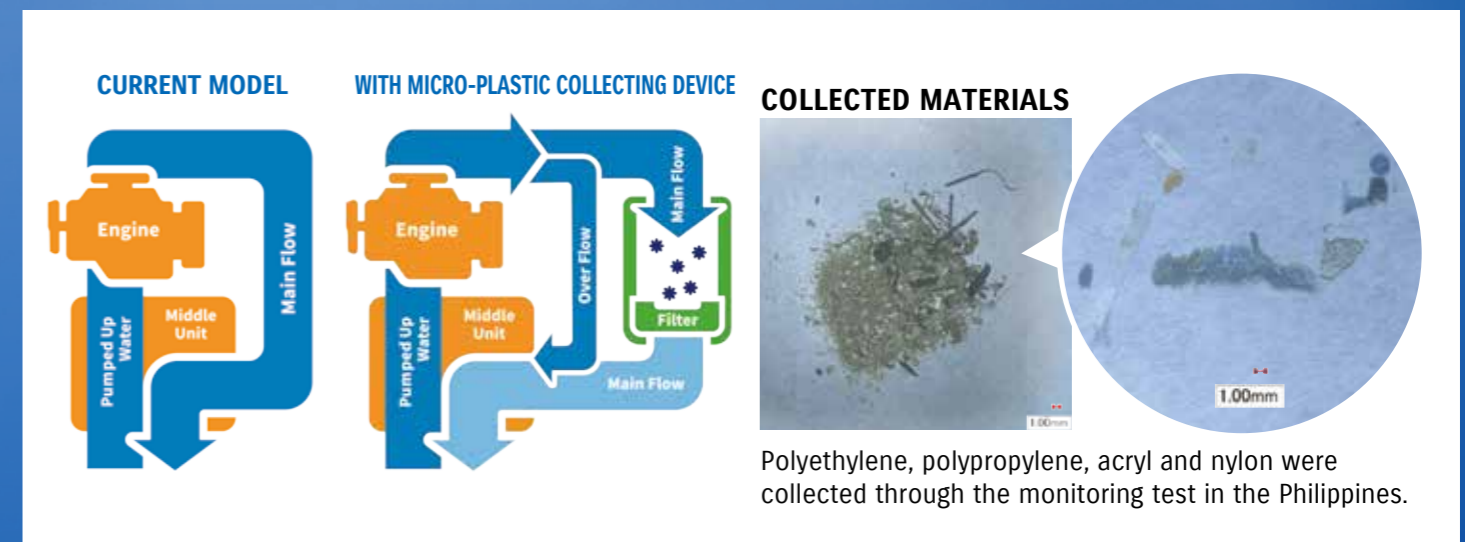 CURRENT MODEL
Engine
Main Flow
Middle
Unit
Pumped Up
Water
WITH MICRO-PLASTIC COLLECTING DEVICE
Engine
Main Flow
Over Flow
Filter
Middle
Unit
Pumped Up
Water
Main Flow
COLLECTED MATERIALS
1.00mm
1.00mm
Polyethylene, polypropylene, acryl and nylon were
collected through the monitoring test in the Philippines.